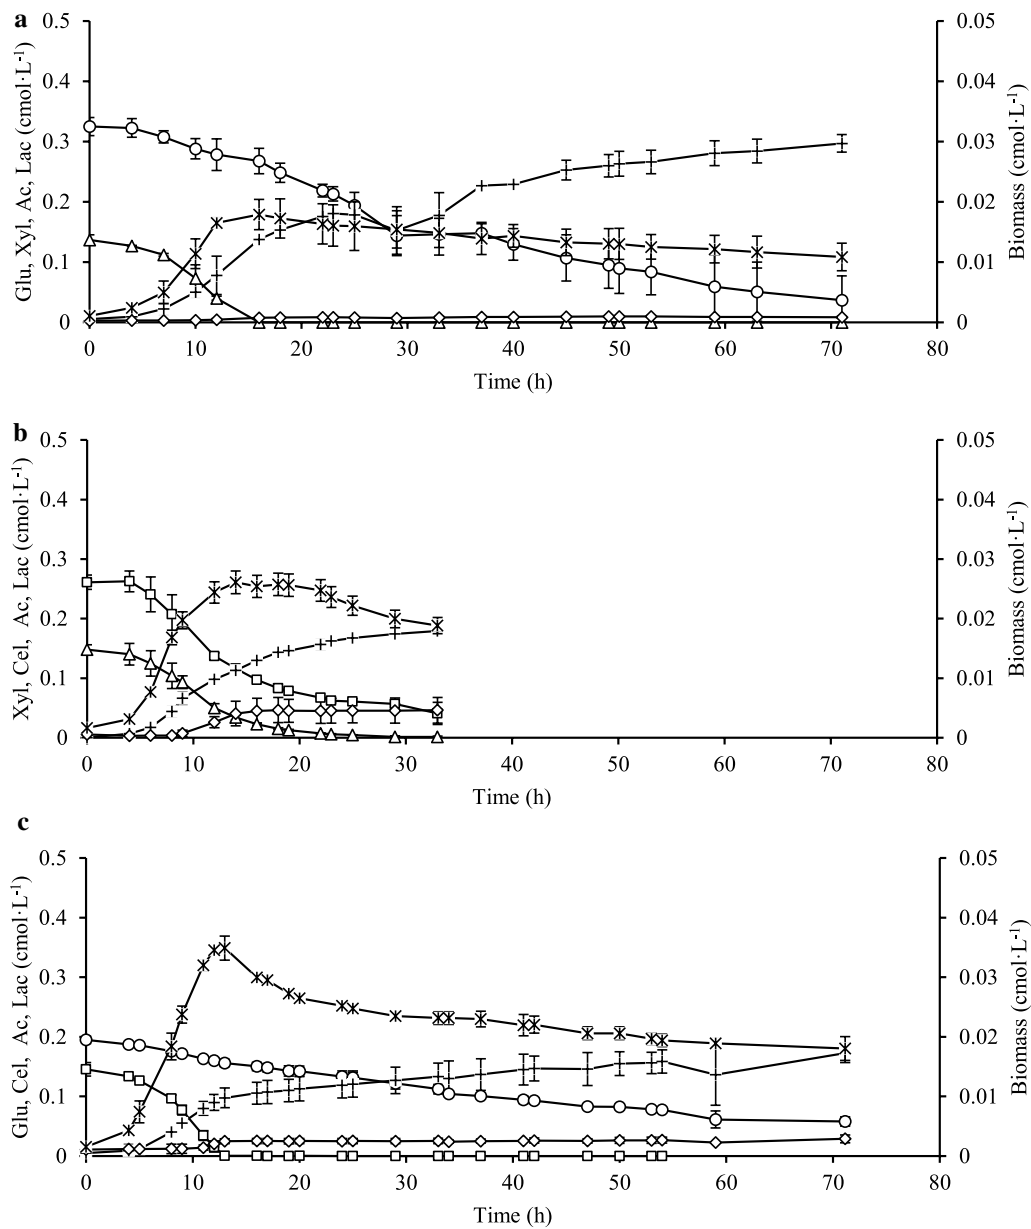 a
0.5 0.05
0.4 0.04
0.3 0.03
0.2 0.02
0.1 0.01
0 0
0 10 20 30 40 50 60 70 80
Time (h)
Glu, Xyl, Ac, Lac (cmol·L-1)
Biomass (cmol·L-1)
b
0.5 0.05
0.4 0.04
0.3 0.03
0.2 0.02
0.1 0.01
0 0
0 10 20 30 40 50 60 70 80
Time (h)
Xyl, Cel, Ac, Lac (cmol·L-1)
Biomass (cmol·L-1)
c
0.5 0.05
0.4 0.04
0.3 0.03
0.2 0.02
0.1 0.01
0 0
0 10 20 30 40 50 60 70 80
Time (h)
Glu, Cel, Ac, Lac (cmol·L-1)
Biomass (cmol·L-1)